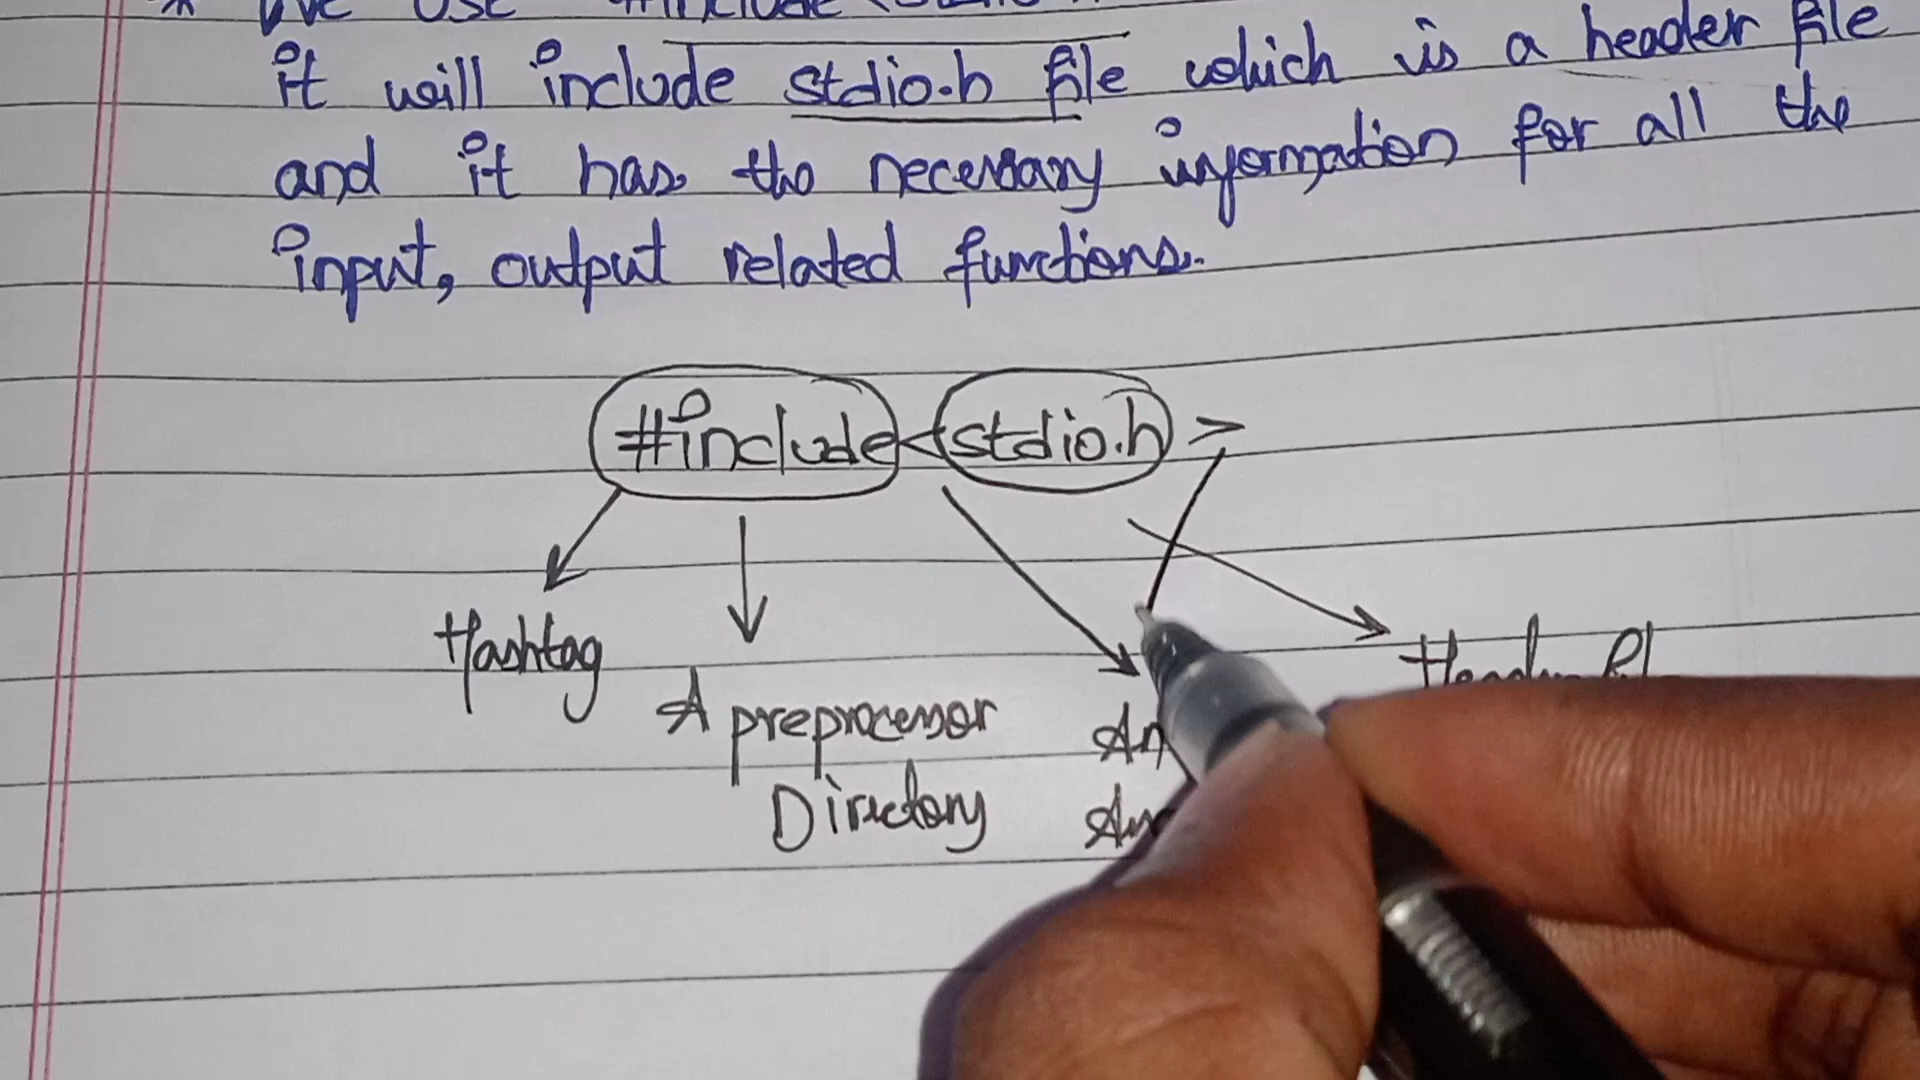 it will include stdio.h file which is a header file
and it has the necessary information for all the
input, output related functions.
#include<stdio.h>
Hashtag
A preprocessor
Directory
Header